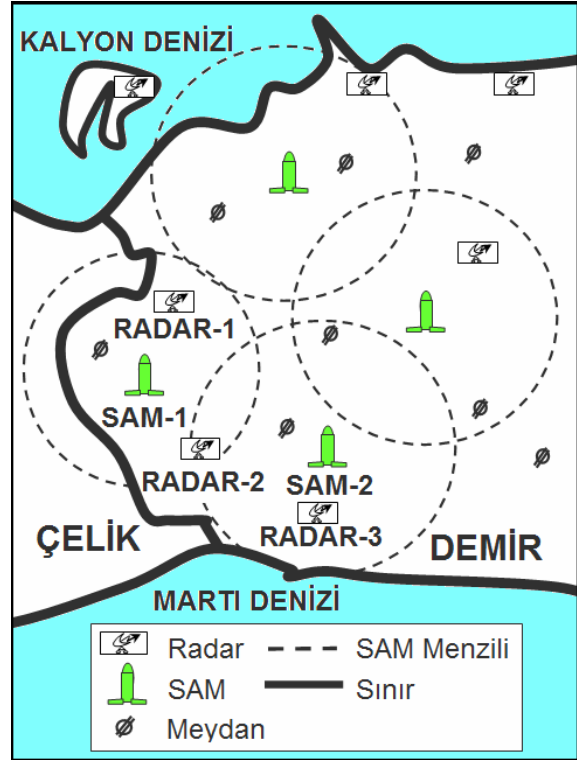 KALYON DENİZİ
RADAR-1
SAM-1
RADAR-2
SAM-2
RADAR-3
ÇELİK
DEMİR
MARTI DENİZİ
Radar
SAM Menzili
SAM
Sınır
Meydan